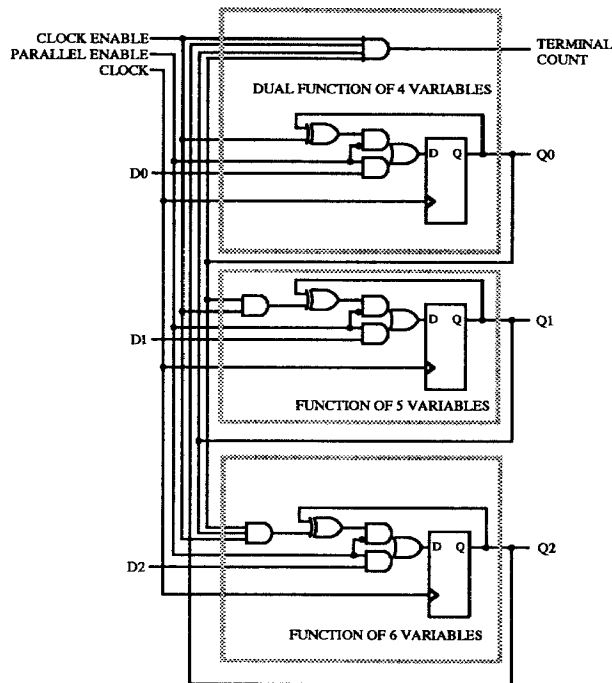 CLOCK ENABLE
PARALLEL ENABLE
CLOCK
TERMINAL
COUNT
DUAL FUNCTION OF 4 VARIABLES
D0
D Q
Q0
D1
D Q
Q1
FUNCTION OF 5 VARIABLES
D2
D Q
Q2
FUNCTION OF 6 VARIABLES